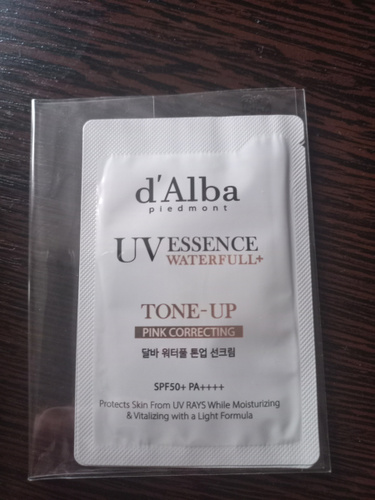 d'Alba
piedmont
UV ESSENCE
WATERFULL+
TONE-UP
PINK CORRECTING
달바 워터풀 톤업 선크림
SPF50+ PA++++
Protects Skin From UV RAYS While Moisturizing
& Vitalizing with a Light Formula